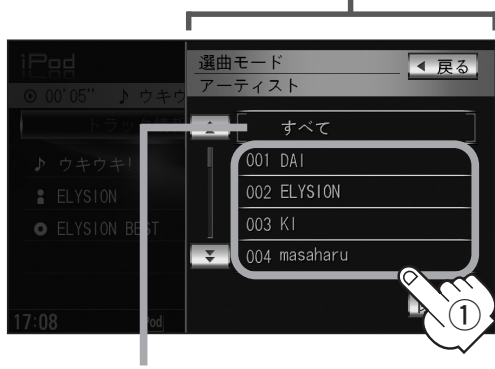 iPod
00'05" ♪ ウキウ
♪ ウキウキ!
ELYSION
ELYSION BEST
17:08
選曲モード
アーティスト
戻る
すべて
001 DAI
002 ELYSION
003 KI
004 masaharu
①